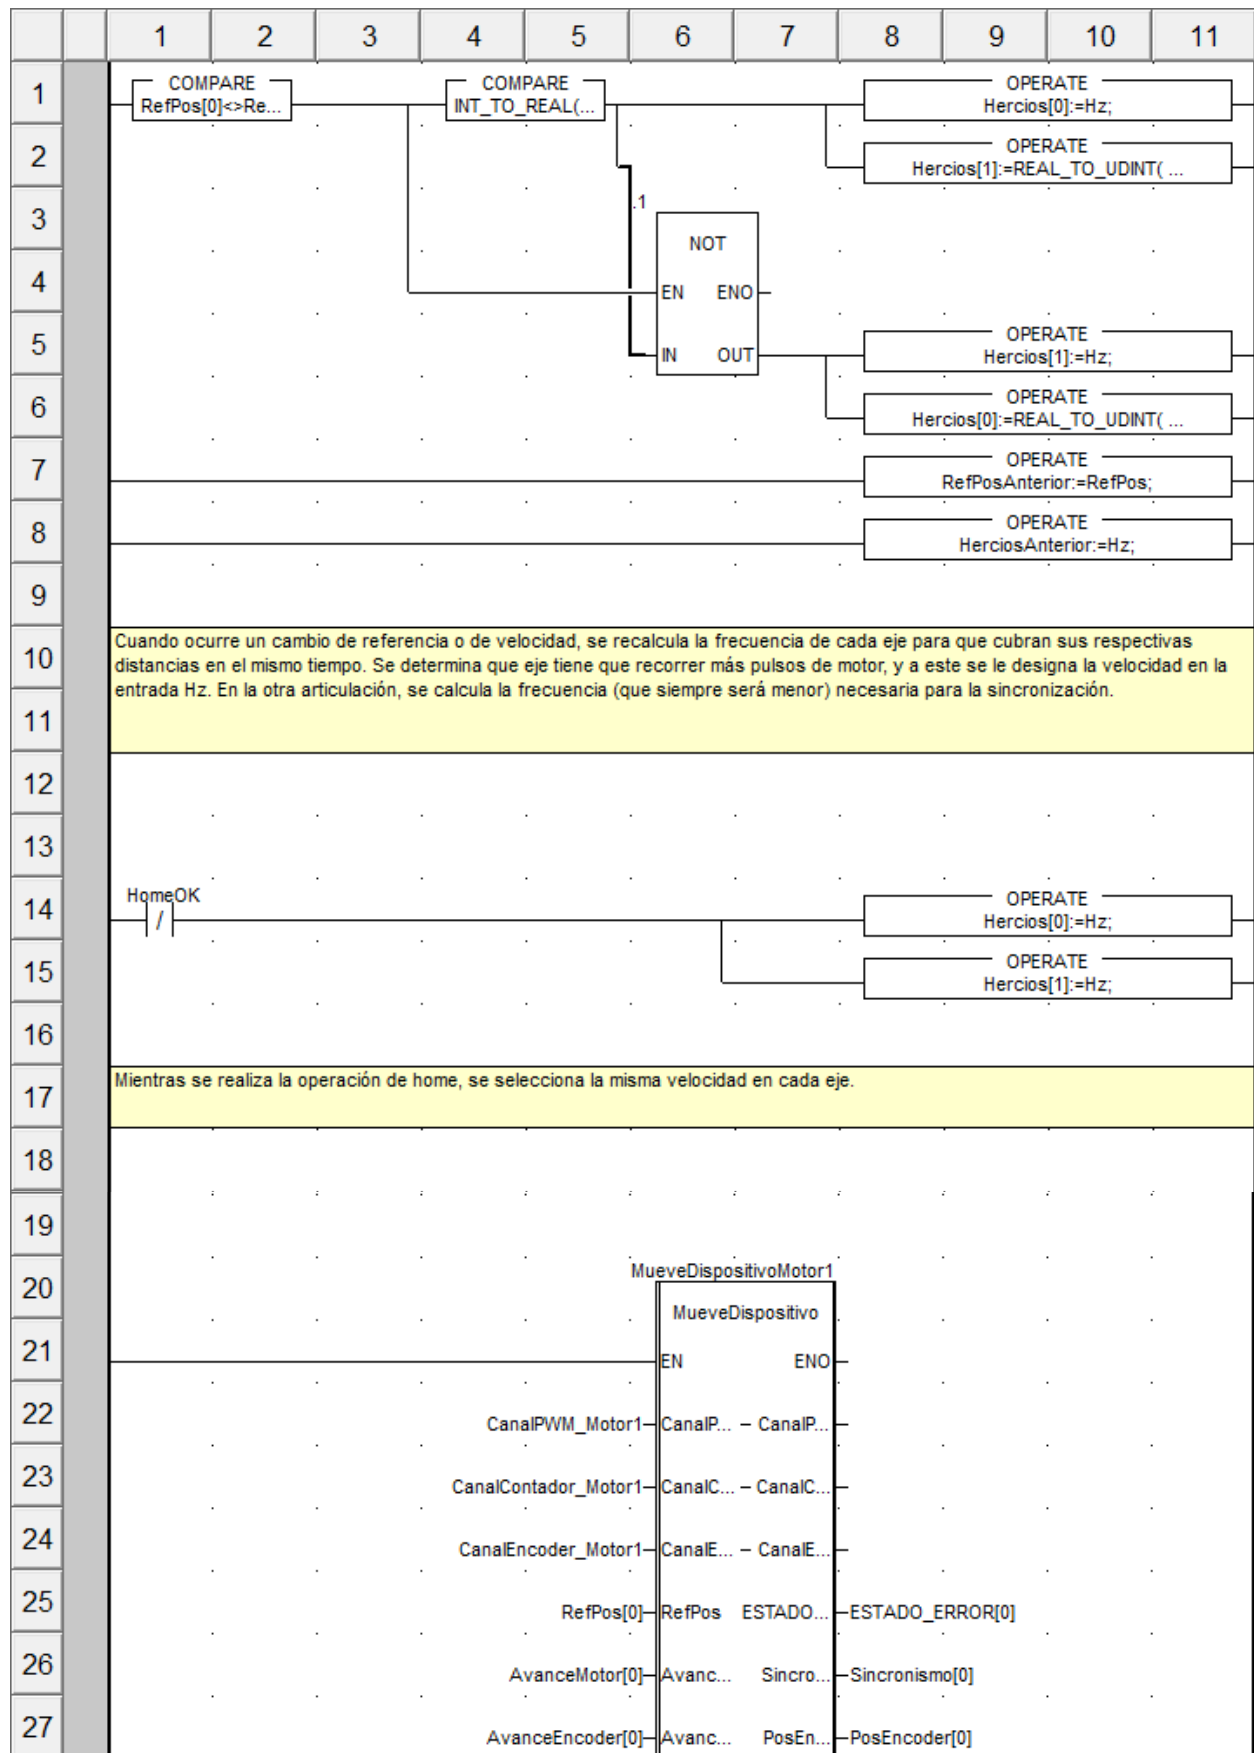 1 2 3 4 5 6 7 8 9 10 11
1
COMPARE COMPARE OPERATE
RefPos[0]<>Re... INT_TO_REAL(... Hercios[0]:=Hz;
2
OPERATE
Hercios[1]:=REAL_TO_UDINT( ...
3
.1
NOT
4
EN ENO
5
OPERATE
Hercios[1]:=Hz;
IN OUT
6
OPERATE
Hercios[0]:=REAL_TO_UDINT( ...
7
OPERATE
RefPosAnterior:=RefPos;
8
OPERATE
HerciosAnterior:=Hz;
9
10
Cuando ocurre un cambio de referencia o de velocidad, se recalcula la frecuencia de cada eje para que cubran sus respectivas
distancias en el mismo tiempo. Se determina que eje tiene que recorrer más pulsos de motor, y a este se le designa la velocidad en la
entrada Hz. En la otra articulación, se calcula la frecuencia (que siempre será menor) necesaria para la sincronización.
11
12
13
14
HomeOK
/
OPERATE
Hercios[0]:=Hz;
15
OPERATE
Hercios[1]:=Hz;
16
17
Mientras se realiza la operación de home, se selecciona la misma velocidad en cada eje.
18
19
20
MueveDispositivoMotor1
MueveDispositivo
21
EN ENO
22
CanalPWM_Motor1 CanalP... – CanalP...
23
CanalContador_Motor1 CanalC... – CanalC...
24
CanalEncoder_Motor1 CanalE... – CanalE...
25
RefPos[0] RefPos ESTADO... ESTADO_ERROR[0]
26
AvanceMotor[0] Avanc... Sincro... Sincronismo[0]
27
AvanceEncoder[0] Avanc... PosEn... PosEncoder[0]